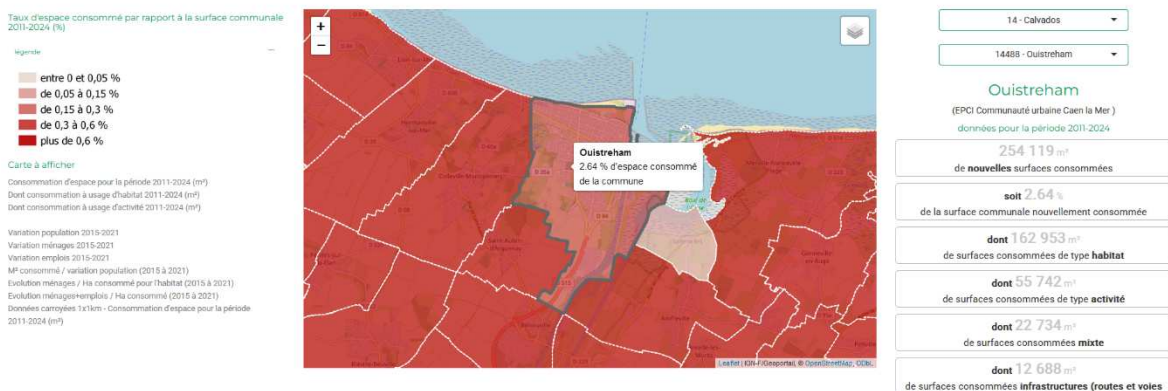 Taux d'espace consommé par rapport à la surface communale
2011-2024 (%)
légende
entre 0 et 0,05 %
de 0,05 à 0,15 %
de 0,15 à 0,3 %
de 0,3 à 0,6 %
plus de 0,6 %
Carte à afficher
Consommation d'espace pour la période 2011-2024 (m²)
Dont consommation à usage d'habitat 2011-2024 (m²)
Dont consommation à usage d'activité 2011-2024 (m²)
Variation population 2015-2021
Variation ménages 2015-2021
Variation emplois 2015-2021
M² consommé / variation population (2015 à 2021)
Evolution ménages / Ha consommé pour l'habitat (2015 à 2021)
Evolution ménages+emplois / Ha consommé (2015 à 2021)
Données carroyées 1x1km - Consommation d'espace pour la période
2011-2024 (m²)
+
−
Ouistreham
2.64 % d'espace consommé
de la commune
Leaflet | IGN-F/Geoportail, © OpenStreetMap, ODbL
14 - Calvados
14488 - Ouistreham
Ouistreham
(EPCI Communauté urbaine Caen la Mer )
données pour la période 2011-2024
254 119 m²
de nouvelles surfaces consommées
soit 2.64 %
de la surface communale nouvellement consommée
dont 162 953 m²
de surfaces consommées de type habitat
dont 55 742 m²
de surfaces consommées de type activité
dont 22 734 m²
de surfaces consommées mixte
dont 12 688 m²
de surfaces consommées infrastructures (routes et voies